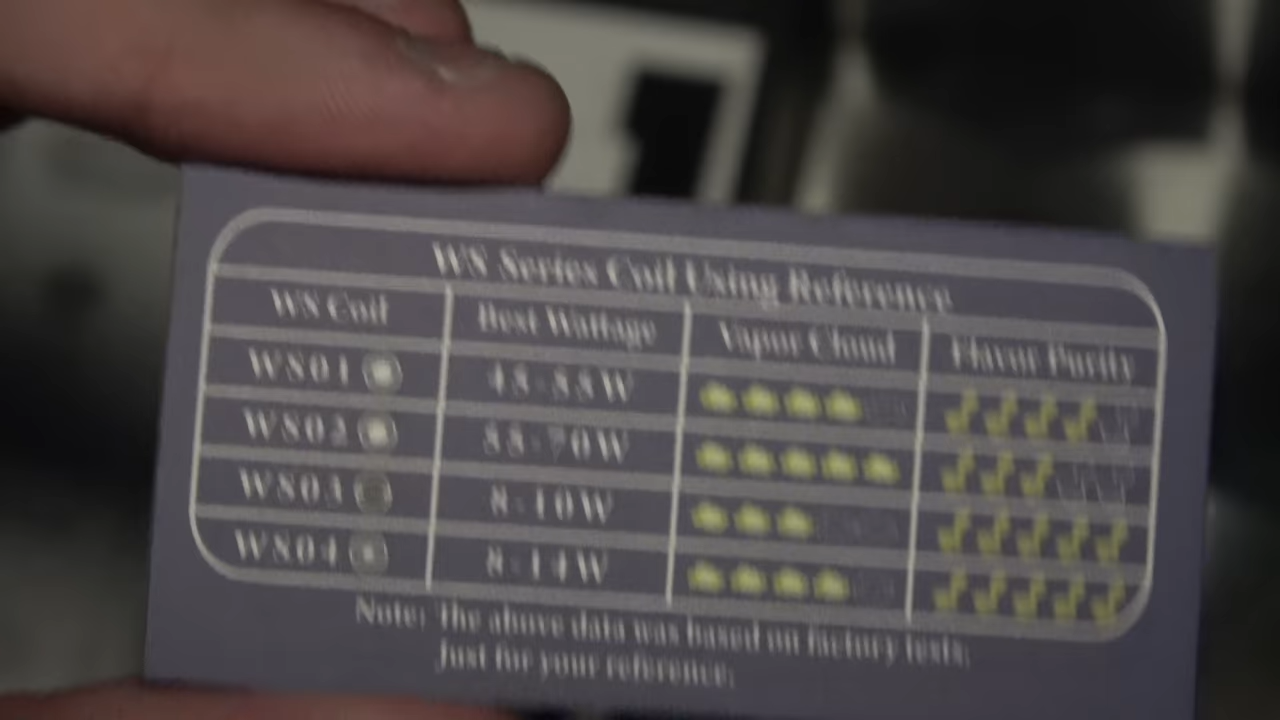 WS Series Coil Using Reference
WS Coil Best Wattage Vapor Cloud Flavor Purity
WS01 45-55W
WS02 55-70W
WS03 8-10W
WS04 8-14W
Note: The above data was based on factory tests.
Just for your reference.